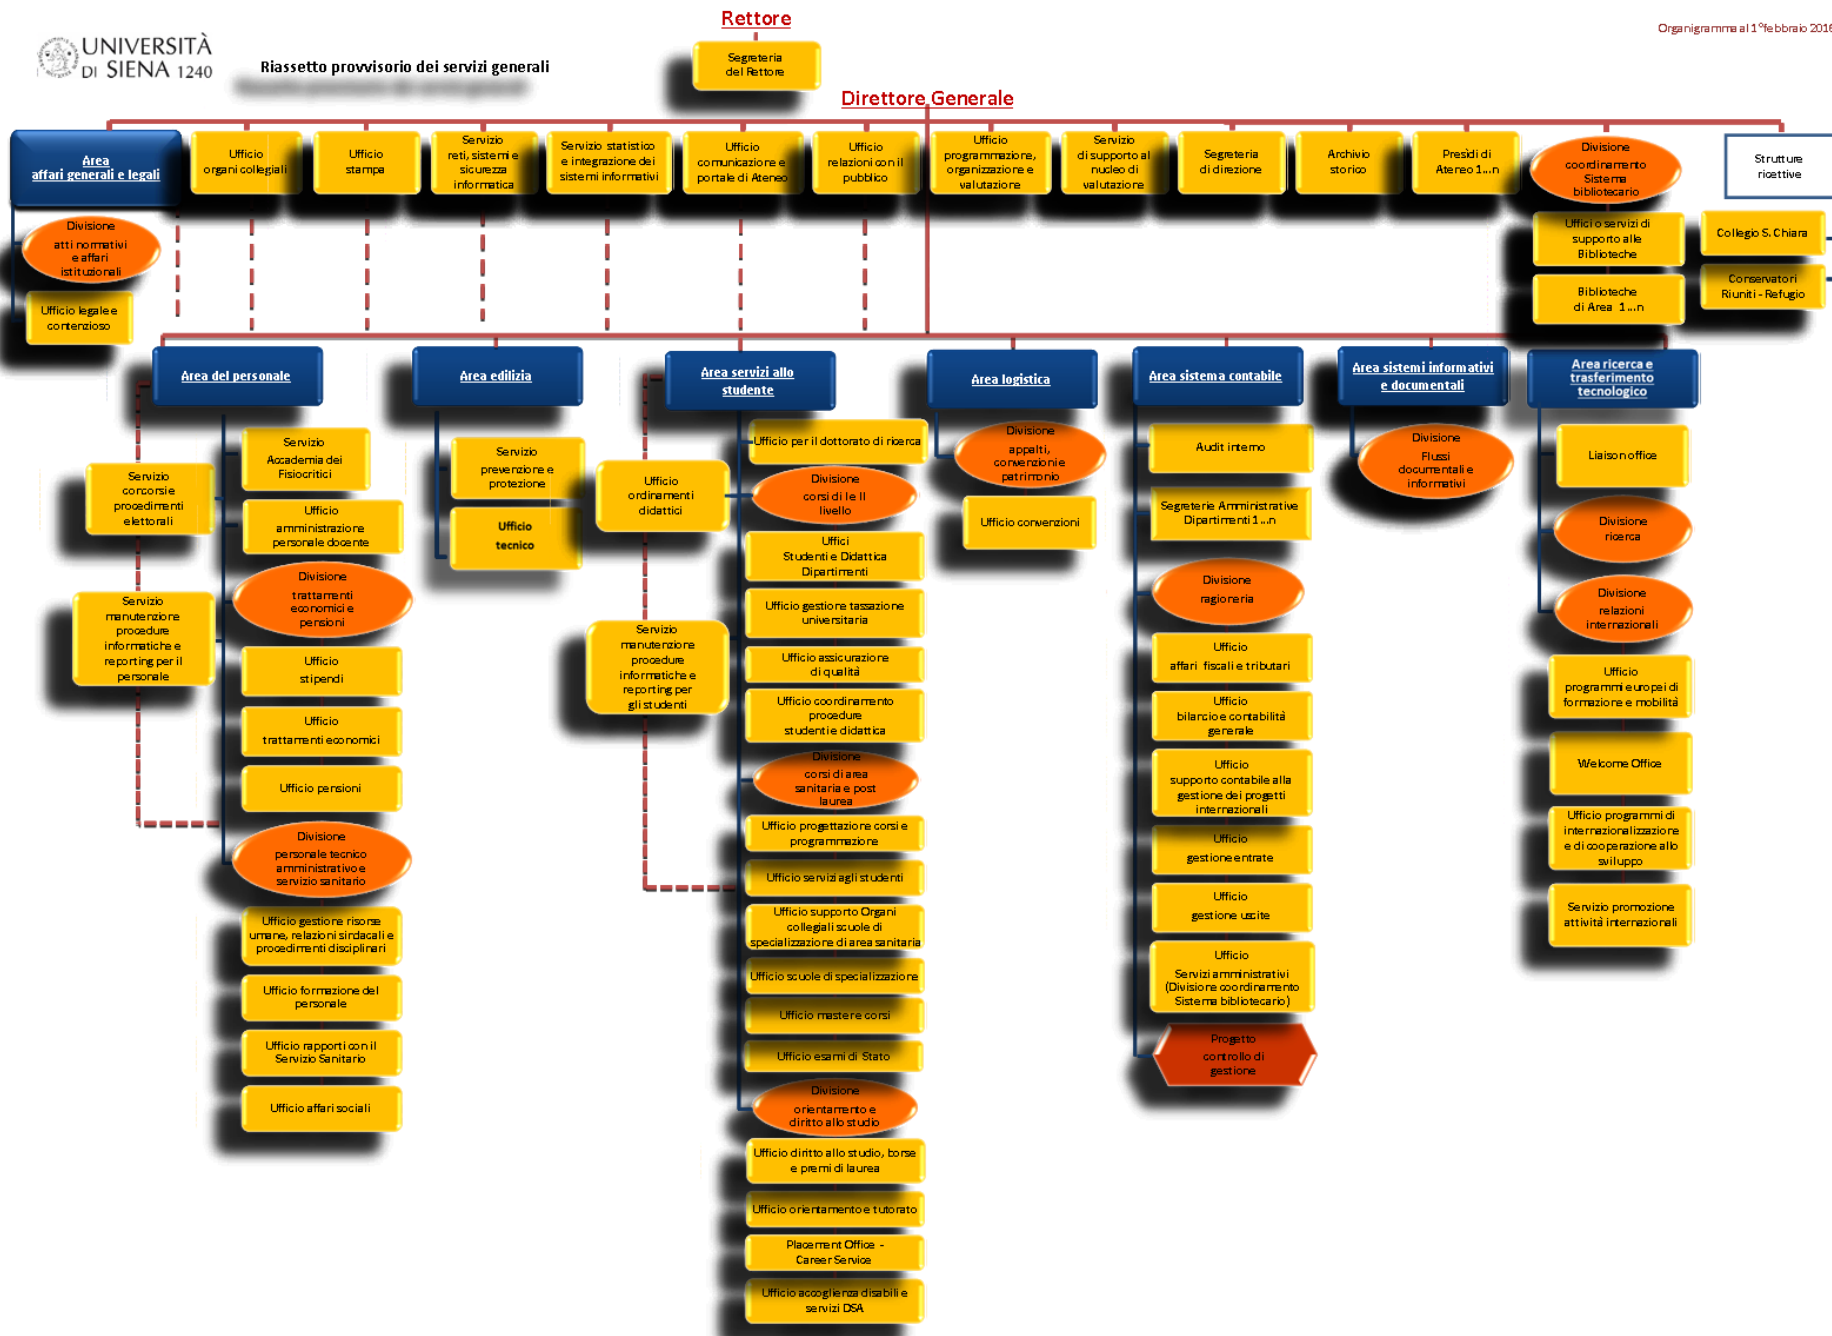 Rettore
Organigramma al 1° febbraio 2016
UNIVERSITÀ
DI SIENA 1240
Riassetto provvisorio dei servizi generali
Segreteria
del Rettore
Direttore Generale
Area
affari generali e legali
Ufficio
organi collegiali
Ufficio
stampa
Servizio
reti, sistemi e
sicurezza
informatica
Servizio statistico
e integrazione dei
sistemi informativi
Ufficio
comunicazione e
portale di Ateneo
Ufficio
relazioni con il
pubblico
Ufficio
programmazione,
organizzazione e
valutazione
Servizio
di supporto al
nucleo di
valutazione
Segreteria
di direzione
Archivio
storico
Presìdi di
Ateneo 1...n
Divisione
coordinamento
Sistema
bibliotecario
Strutture
ricettive
Divisione
atti normativi
e affari
istituzionali
Ufficio legale e
contenzioso
Uffici o servizi di
supporto alle
Biblioteche
Biblioteche
di Area 1...n
Collegio S. Chiara
Conservatori
Riuniti - Refugio
Area del personale
Area edilizia
Area servizi allo
studente
Area logistica
Area sistema contabile
Area sistemi informativi
e documentali
Area ricerca e
trasferimento
tecnologico
Servizio
concorsi e
procedimenti
elettorali
Servizio
manutenzione
procedure
informatiche e
reporting per il
personale
Servizio
Accademia dei
Fisiocritici
Ufficio
amministrazione
personale docente
Divisione
trattamenti
economici e
pensioni
Ufficio
stipendi
Ufficio
trattamenti economici
Ufficio pensioni
Divisione
personale tecnico
amministrativo e
servizio sanitario
Ufficio gestione risorse
umane, relazioni sindacali e
procedimenti disciplinari
Ufficio formazione del
personale
Ufficio rapporti con il
Servizio Sanitario
Ufficio affari sociali
Servizio
prevenzione e
protezione
Ufficio
tecnico
Ufficio
ordinamenti
didattici
Servizio
manutenzione
procedure
informatiche e
reporting per
gli studenti
Ufficio per il dottorato di ricerca
Divisione
corsi di I e II
livello
Uffici
Studenti e Didattica
Dipartimenti
Ufficio gestione tassazione
universitaria
Ufficio assicurazione
di qualità
Ufficio coordinamento
procedure
studenti e didattica
Divisione
corsi di area
sanitaria e post
laurea
Ufficio progettazione corsi e
programmazione
Ufficio servizi agli studenti
Ufficio supporto Organi
collegiali scuole di
specializzazione di area sanitaria
Ufficio scuole di specializzazione
Ufficio master e corsi
Ufficio esami di Stato
Divisione
orientamento e
diritto allo studio
Ufficio diritto allo studio, borse
e premi di laurea
Ufficio orientamento e tutorato
Placement Office -
Career Service
Ufficio accoglienza disabili e
servizi DSA
Divisione
appalti,
convenzioni e
patrimonio
Ufficio convenzioni
Audit interno
Segreterie Amministrative
Dipartimenti 1...n
Divisione
ragioneria
Ufficio
affari fiscali e tributari
Ufficio
bilancio e contabilità
generale
Ufficio
supporto contabile alla
gestione dei progetti
internazionali
Ufficio
gestione entrate
Ufficio
gestione uscite
Ufficio
Servizi amministrativi
(Divisione coordinamento
Sistema bibliotecario)
Progetto
controllo di
gestione
Divisione
Flussi
documentali e
informativi
Liaison office
Divisione
ricerca
Divisione
relazioni
internazionali
Ufficio
programmi europei di
formazione e mobilità
Welcome Office
Ufficio programmi di
internazionalizzazione
e di cooperazione allo
sviluppo
Servizio promozione
attività internazionali